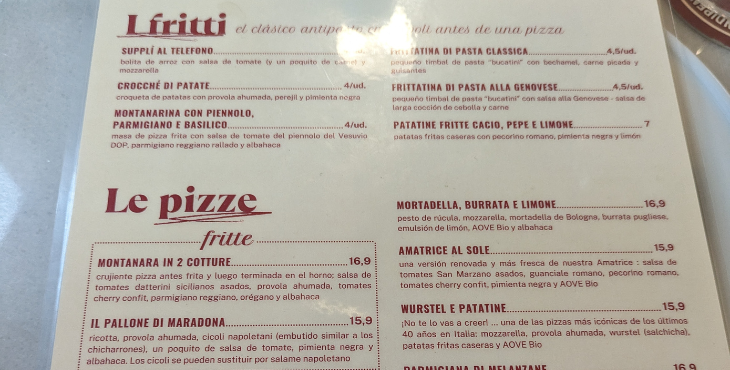 I fritti el clásico antipasto en Napoli antes de una pizza
SUPPLÍ AL TELEFONO
bolita de arroz con salsa de tomate (y un poquito de carne) y
mozzarella
CROCCHÉ DI PATATE 4/ud.
croqueta de patatas con provola ahumada, perejil y pimienta negra
MONTANARINA CON PIENNOLO,
PARMIGIANO E BASILICO 4/ud.
masa de pizza frita con salsa de tomate del piennolo del Vesuvio
DOP, parmigiano reggiano rallado y albahaca
FRITTATINA DI PASTA CLASSICA 4,5/ud.
pequeño timbal de pasta "bucatini" con bechamel, carne picada y
guisantes
FRITTATINA DI PASTA ALLA GENOVESE 4,5/ud.
pequeño timbal de pasta "bucatini" con salsa alla Genovese - salsa de
larga cocción de cebolla y carne
PATATINE FRITTE CACIO, PEPE E LIMONE 7
patatas fritas caseras con pecorino romano, pimienta negra y limón
Le pizze
fritte
MONTANARA IN 2 COTTURE 16,9
crujiente pizza antes frita y luego terminada en el horno; salsa de
tomates datterini sicilianos asados, provola ahumada, tomates
cherry confit, parmigiano reggiano, orégano y albahaca
IL PALLONE DI MARADONA 15,9
ricotta, provola ahumada, cicoli napoletani (embutido similar a los
chicharrones), un poquito de salsa de tomate, pimienta negra y
albahaca. Los cicoli se pueden sustituir por salame napoletano
MORTADELLA, BURRATA E LIMONE 16,9
pesto de rúcula, mozzarella, mortadella de Bologna, burrata pugliese,
emulsión de limón, AOVE Bio y albahaca
AMATRICE AL SOLE 15,9
una versión renovada y más fresca de nuestra Amatrice : salsa de
tomates San Marzano asados, guanciale romano, pecorino romano,
tomates cherry confit, pimienta negra y AOVE Bio
WURSTEL E PATATINE 15,9
¡No te lo vas a creer! ... una de las pizzas más icónicas de los últimos
40 años en Italia: mozzarella, provola ahumada, wurstel (salchicha),
patatas fritas caseras y AOVE Bio
PARMIGIANA DI MELANZANE 16,9